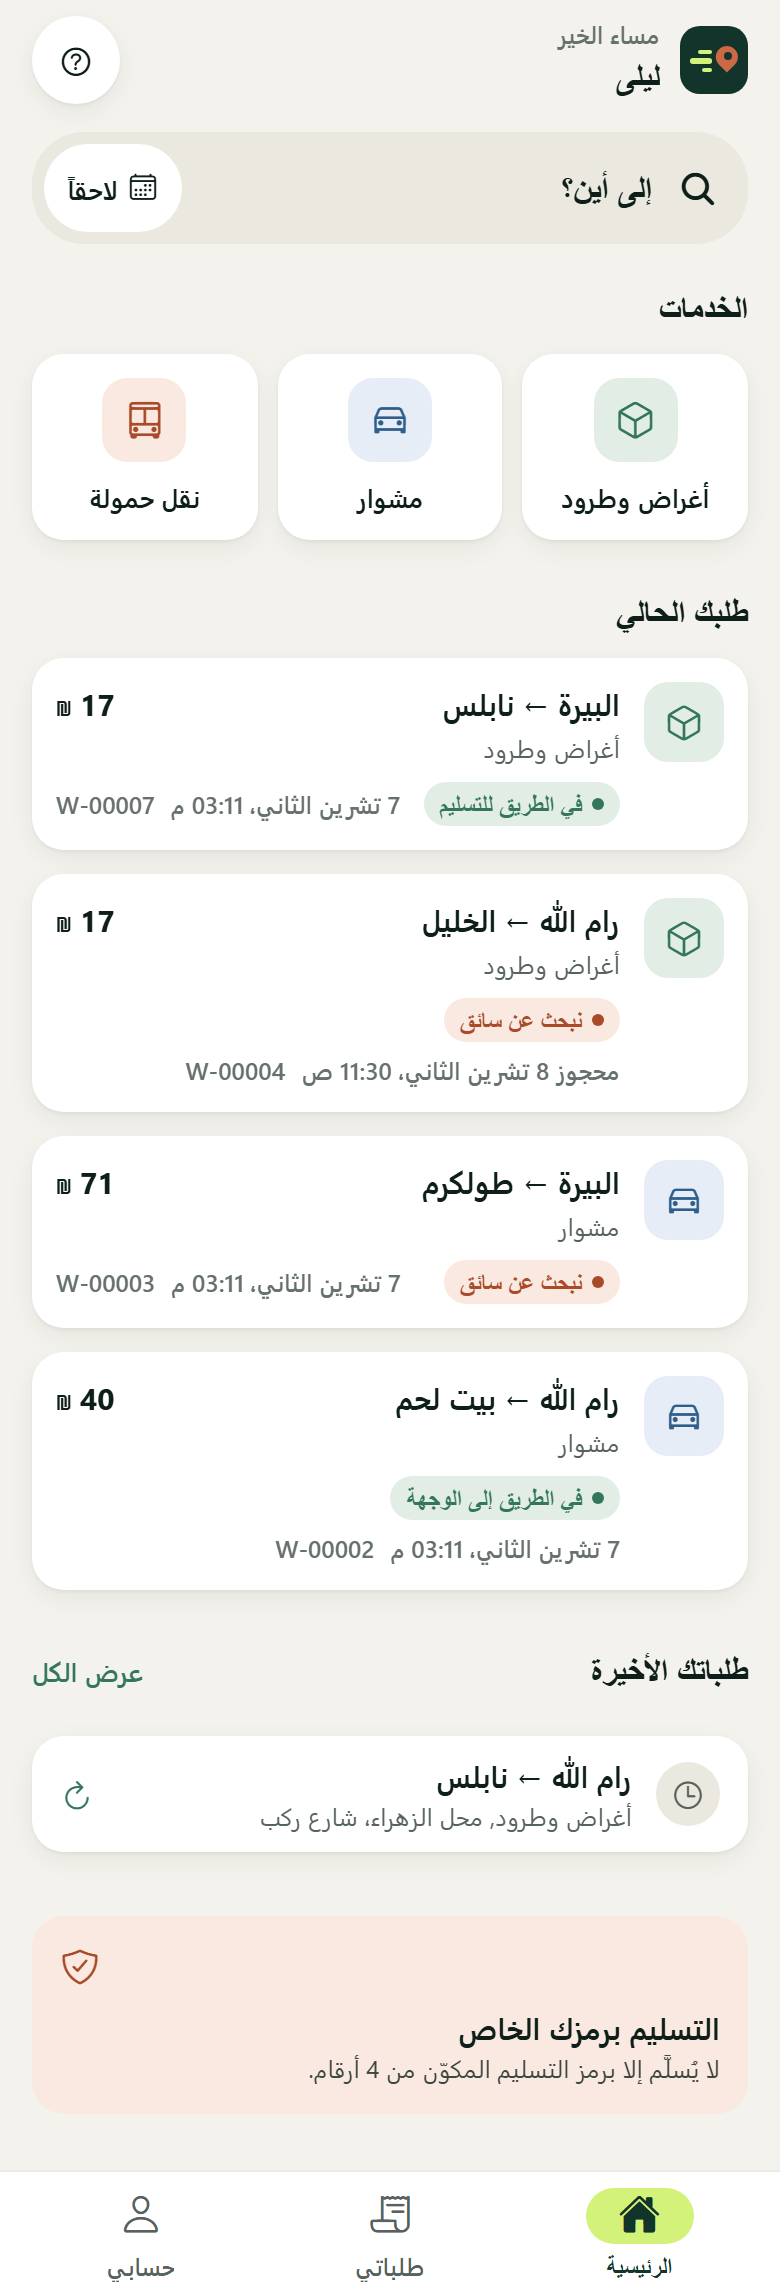 مساء الخير
ليلى
إلى أين؟
لاحقاً
الخدمات
أغراض وطرود
مشوار
نقل حمولة
طلبك الحالي
البيرة ← نابلس
17 ₪
أغراض وطرود
في الطريق للتسليم
7 تشرين الثاني، 03:11 م W-00007
رام الله ← الخليل
17 ₪
أغراض وطرود
نبحث عن سائق
محجوز 8 تشرين الثاني، 11:30 ص W-00004
البيرة ← طولكرم
71 ₪
مشوار
نبحث عن سائق
7 تشرين الثاني، 03:11 م W-00003
رام الله ← بيت لحم
40 ₪
مشوار
في الطريق إلى الوجهة
7 تشرين الثاني، 03:11 م W-00002
طلباتك الأخيرة
عرض الكل
رام الله ← نابلس
أغراض وطرود, محل الزهراء، شارع ركب
التسليم برمزك الخاص
لا يُسلَّم إلا برمز التسليم المكوّن من 4 أرقام.
الرئيسية
طلباتي
حسابي